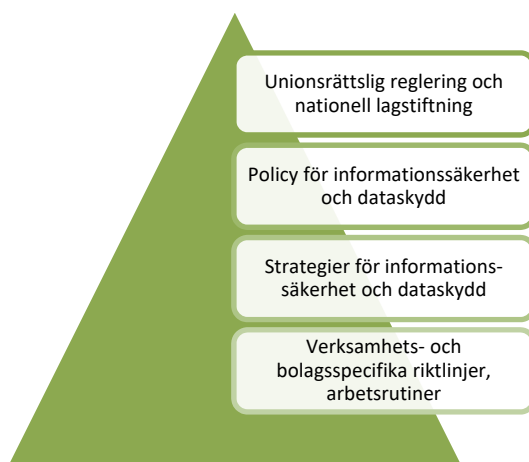 Unionsrättslig reglering och
nationell lagstiftning
Policy för informationssäkerhet
och dataskydd
Strategier för informations-
säkerhet och dataskydd
Verksamhets- och
bolagsspecifika riktlinjer,
arbetsrutiner